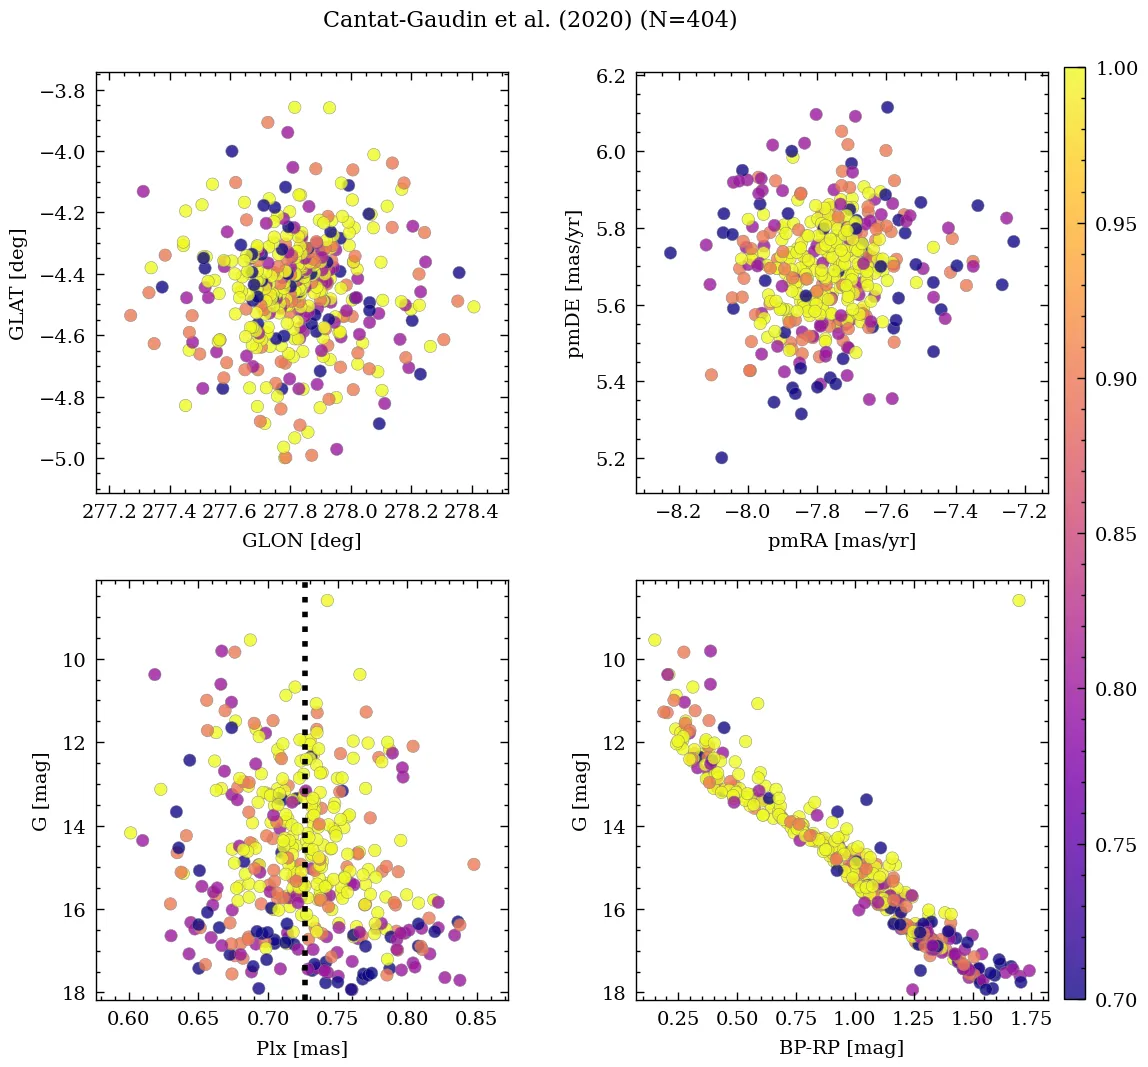 Cantat-Gaudin et al. (2020) (N=404)
−3.8
−4.0
−4.2
−4.4
−4.6
−4.8
−5.0
GLAT [deg]
277.2 277.4 277.6 277.8 278.0 278.2 278.4
GLON [deg]
6.2
6.0
5.8
5.6
5.4
5.2
pmDE [mas/yr]
−8.2 −8.0 −7.8 −7.6 −7.4 −7.2
pmRA [mas/yr]
10
12
14
16
18
G [mag]
0.60 0.65 0.70 0.75 0.80 0.85
Plx [mas]
10
12
14
16
18
G [mag]
0.25 0.50 0.75 1.00 1.25 1.50 1.75
BP-RP [mag]
1.00
0.95
0.90
0.85
0.80
0.75
0.70